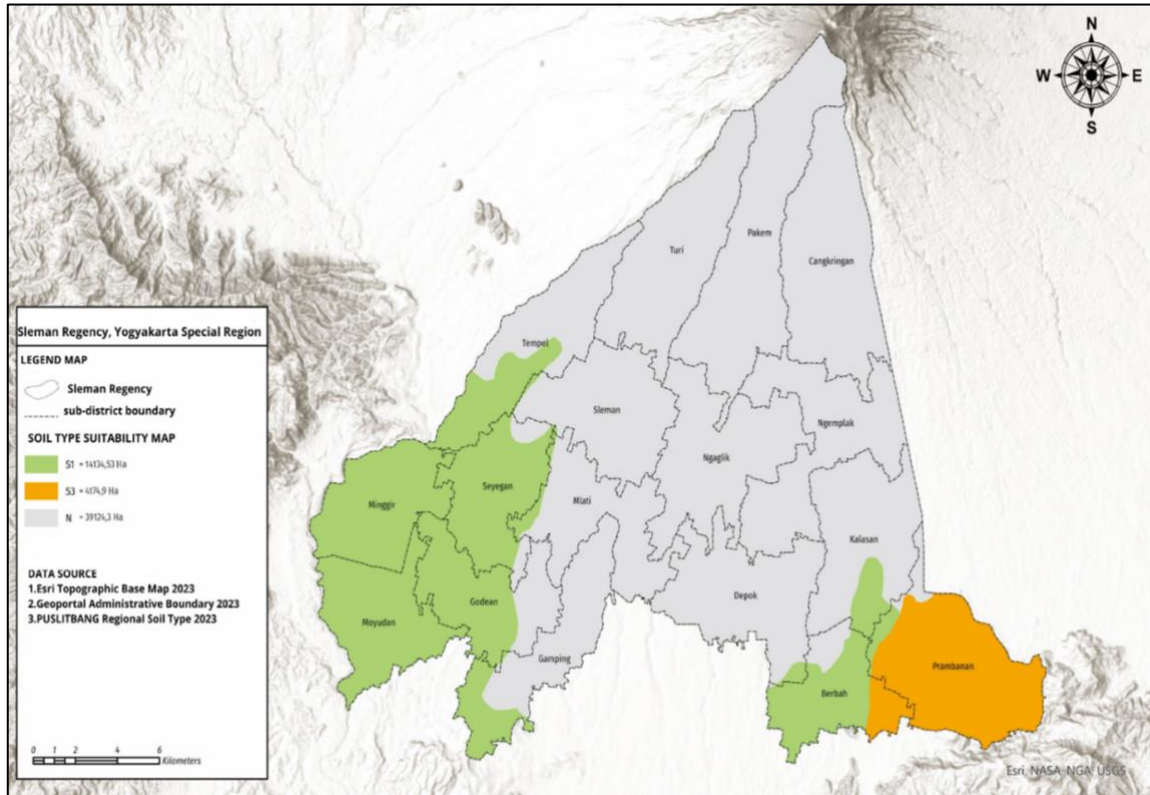 N
W E
S
Pakem
Turi
Cangkringan
Tempel
Sleman
Ngemplak
Ngaglik
Seyegan
Mlati
Minggir
Kalasan
Godean
Depok
Moyudan
Gamping
Prambanan
Berbah
Sleman Regency, Yogyakarta Special Region
LEGEND MAP
Sleman Regency
sub-district boundary
SOIL TYPE SUITABILITY MAP
S1 = 14134,53 Ha
S3 = 4174,9 Ha
N = 39124,3 Ha
DATA SOURCE
1.Esri Topographic Base Map 2023
2.Geoportal Administrative Boundary 2023
3.PUSLITBANG Regional Soil Type 2023
0 1 2 4 6
Kilometers
Esri, NASA, NGA, USGS